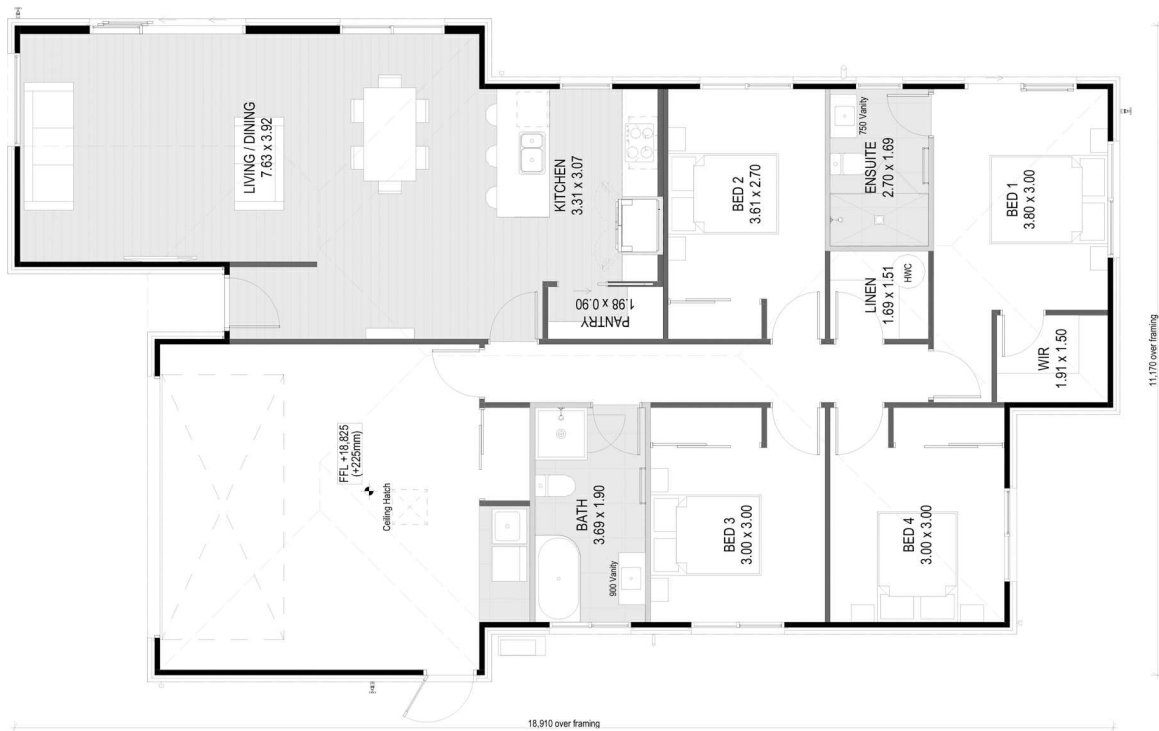 LIVING / DINING
7.63 x 3.92
KITCHEN
3.31 x 3.07
PANTRY
1.98 x 0.90
BED 2
3.61 x 2.70
750 Vanity
ENSUITE
2.70 x 1.69
LINEN
1.69 x 1.51
HWC
BED 1
3.80 x 3.00
WIR
1.91 x 1.50
FFL +18.825
(+225mm)
Ceiling Hatch
BATH
3.69 x 1.90
900 Vanity
BED 3
3.00 x 3.00
BED 4
3.00 x 3.00
11,170 over framing
18,910 over framing